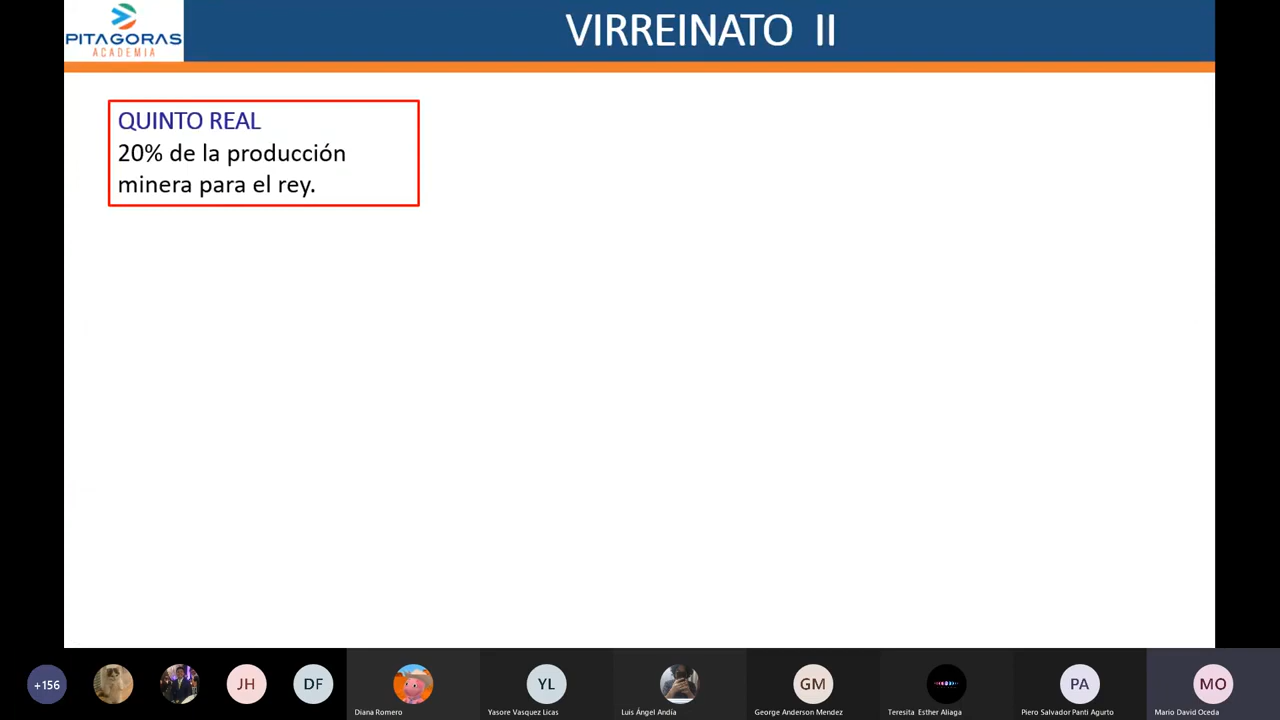 PITAGORAS
ACADEMIA
VIRREINATO II
QUINTO REAL
20% de la producción
minera para el rey.
+156
JH
DF
YL
GM
PA
MO
Diana Romero
Yasore Vasquez Licas
Luis Ángel Andía
George Anderson Mendez
Teresita Esther Aliaga
Piero Salvador Panti Agurto
Mario David Oceda